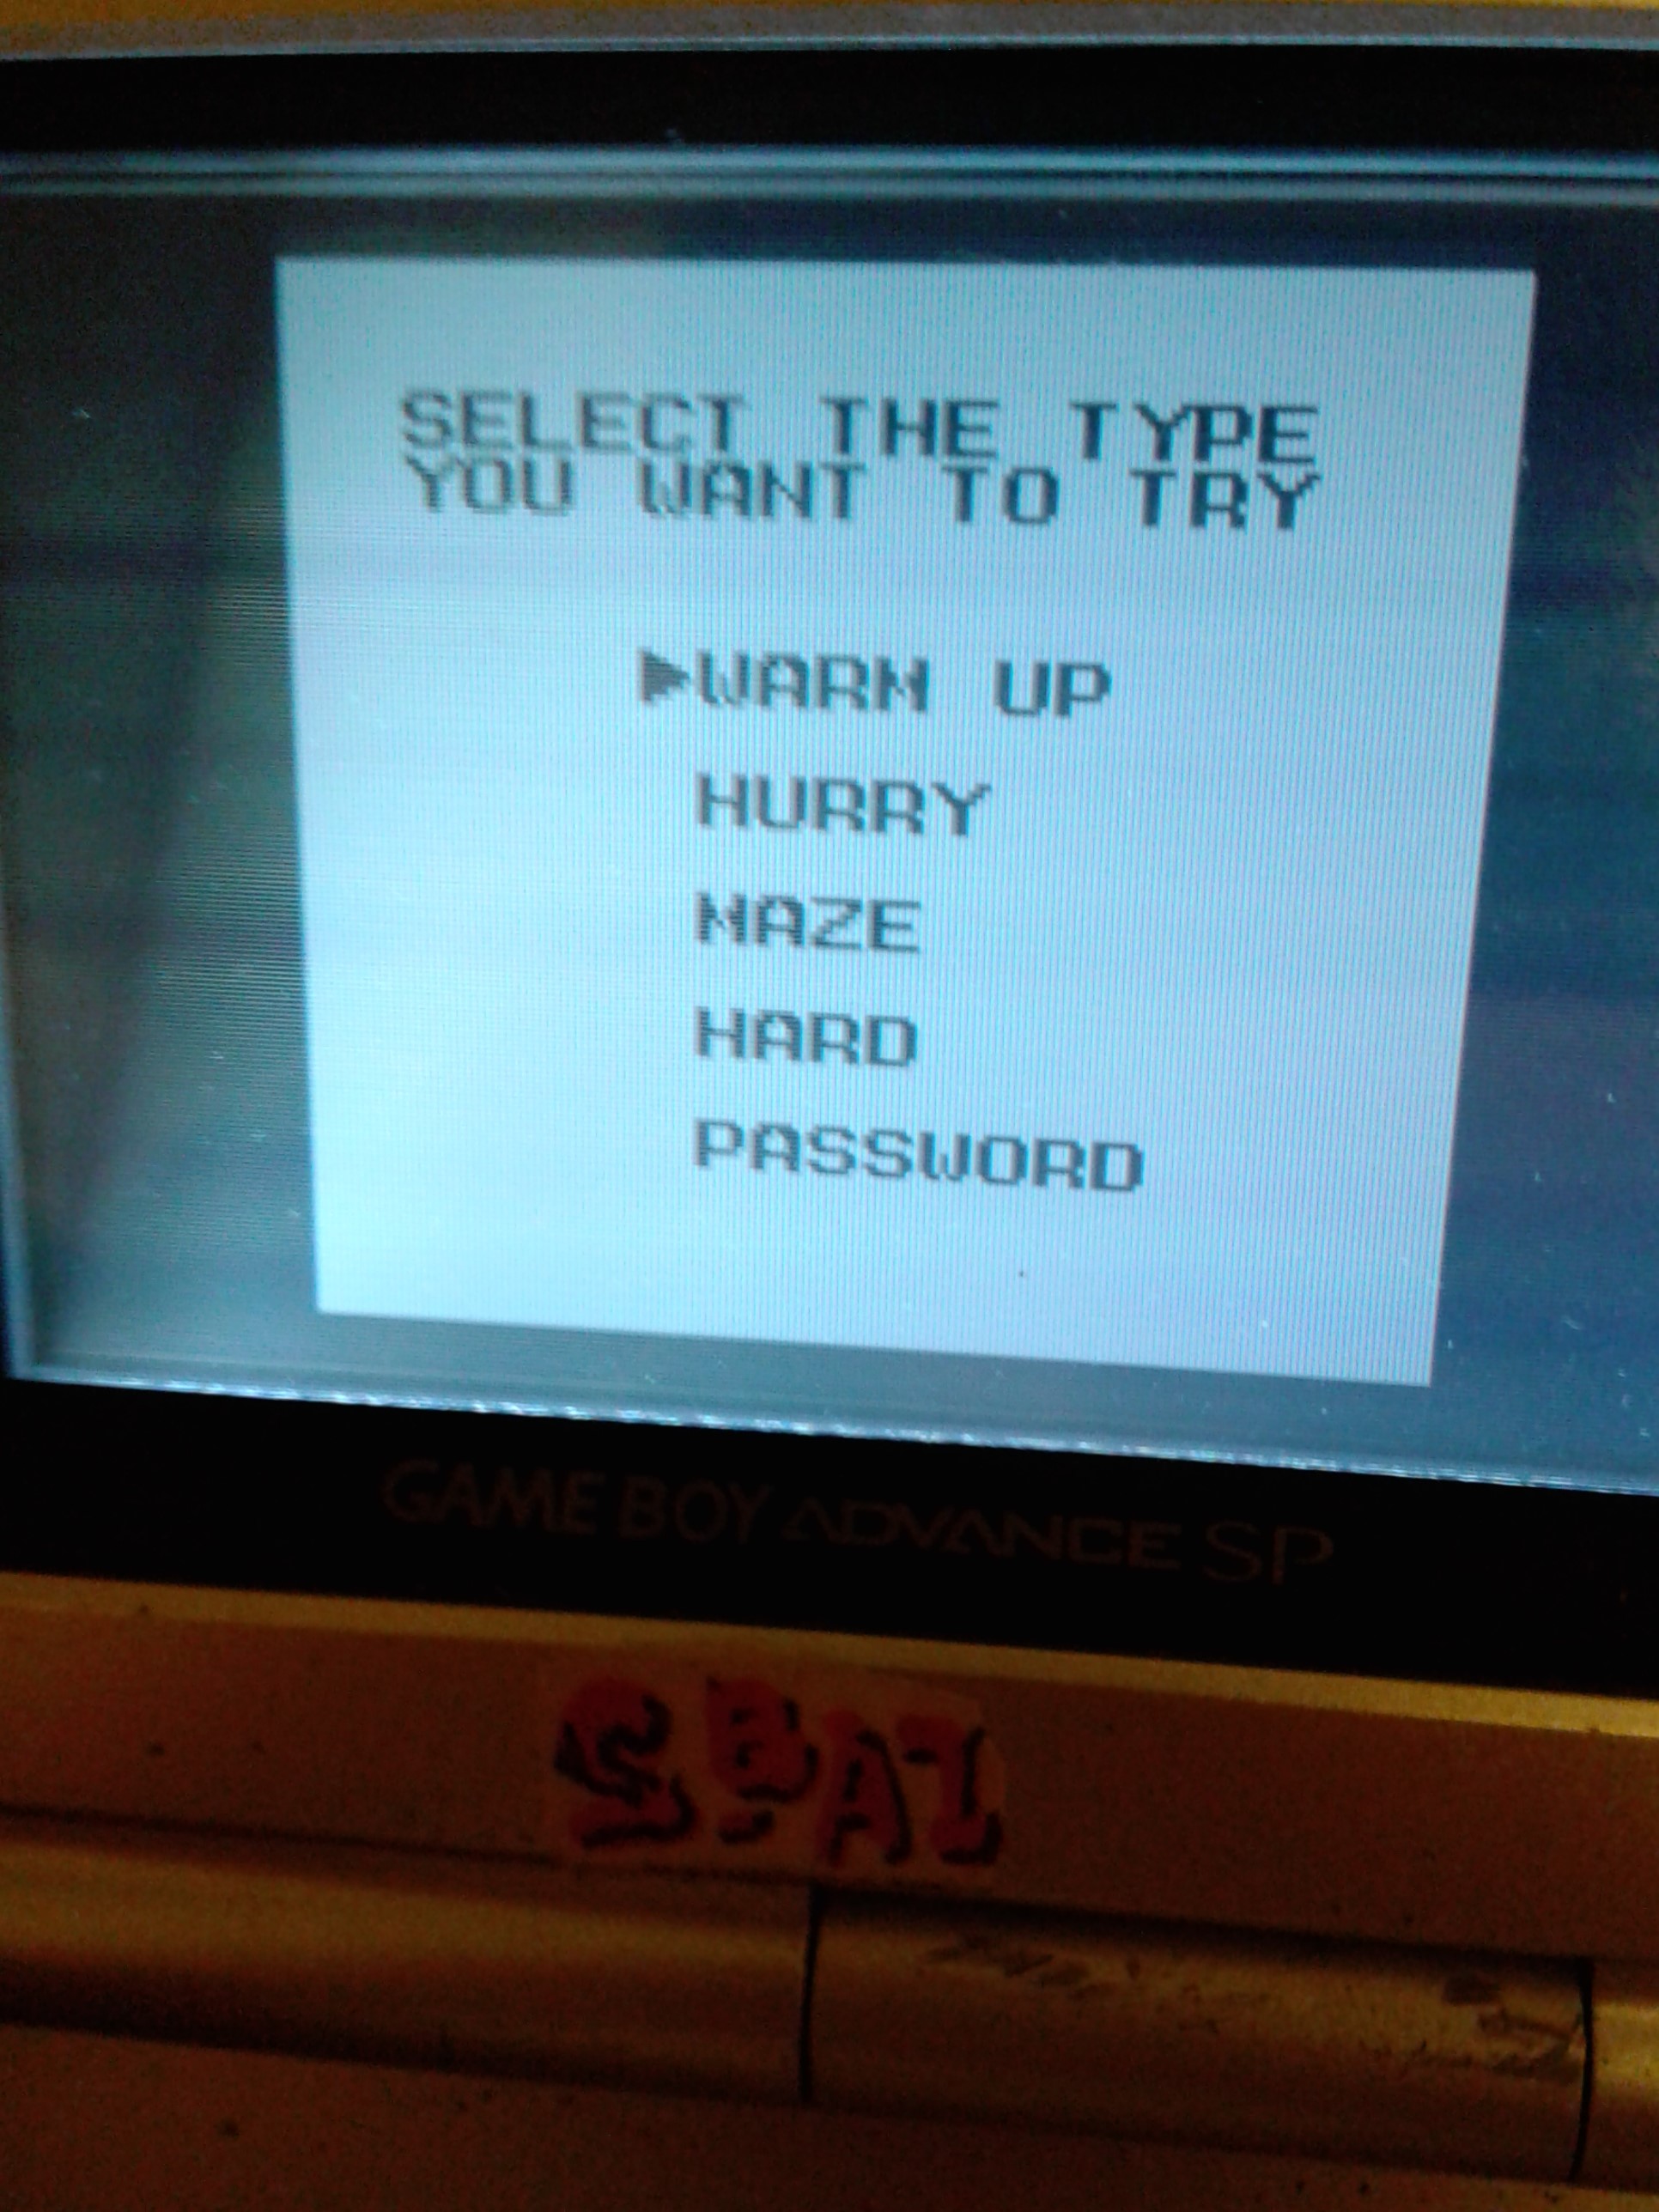 SELECT THE TYPE
YOU WANT TO TRY
▶WARM UP
HURRY
MAZE
HARD
PASSWORD
GAME BOY ADVANCE SP